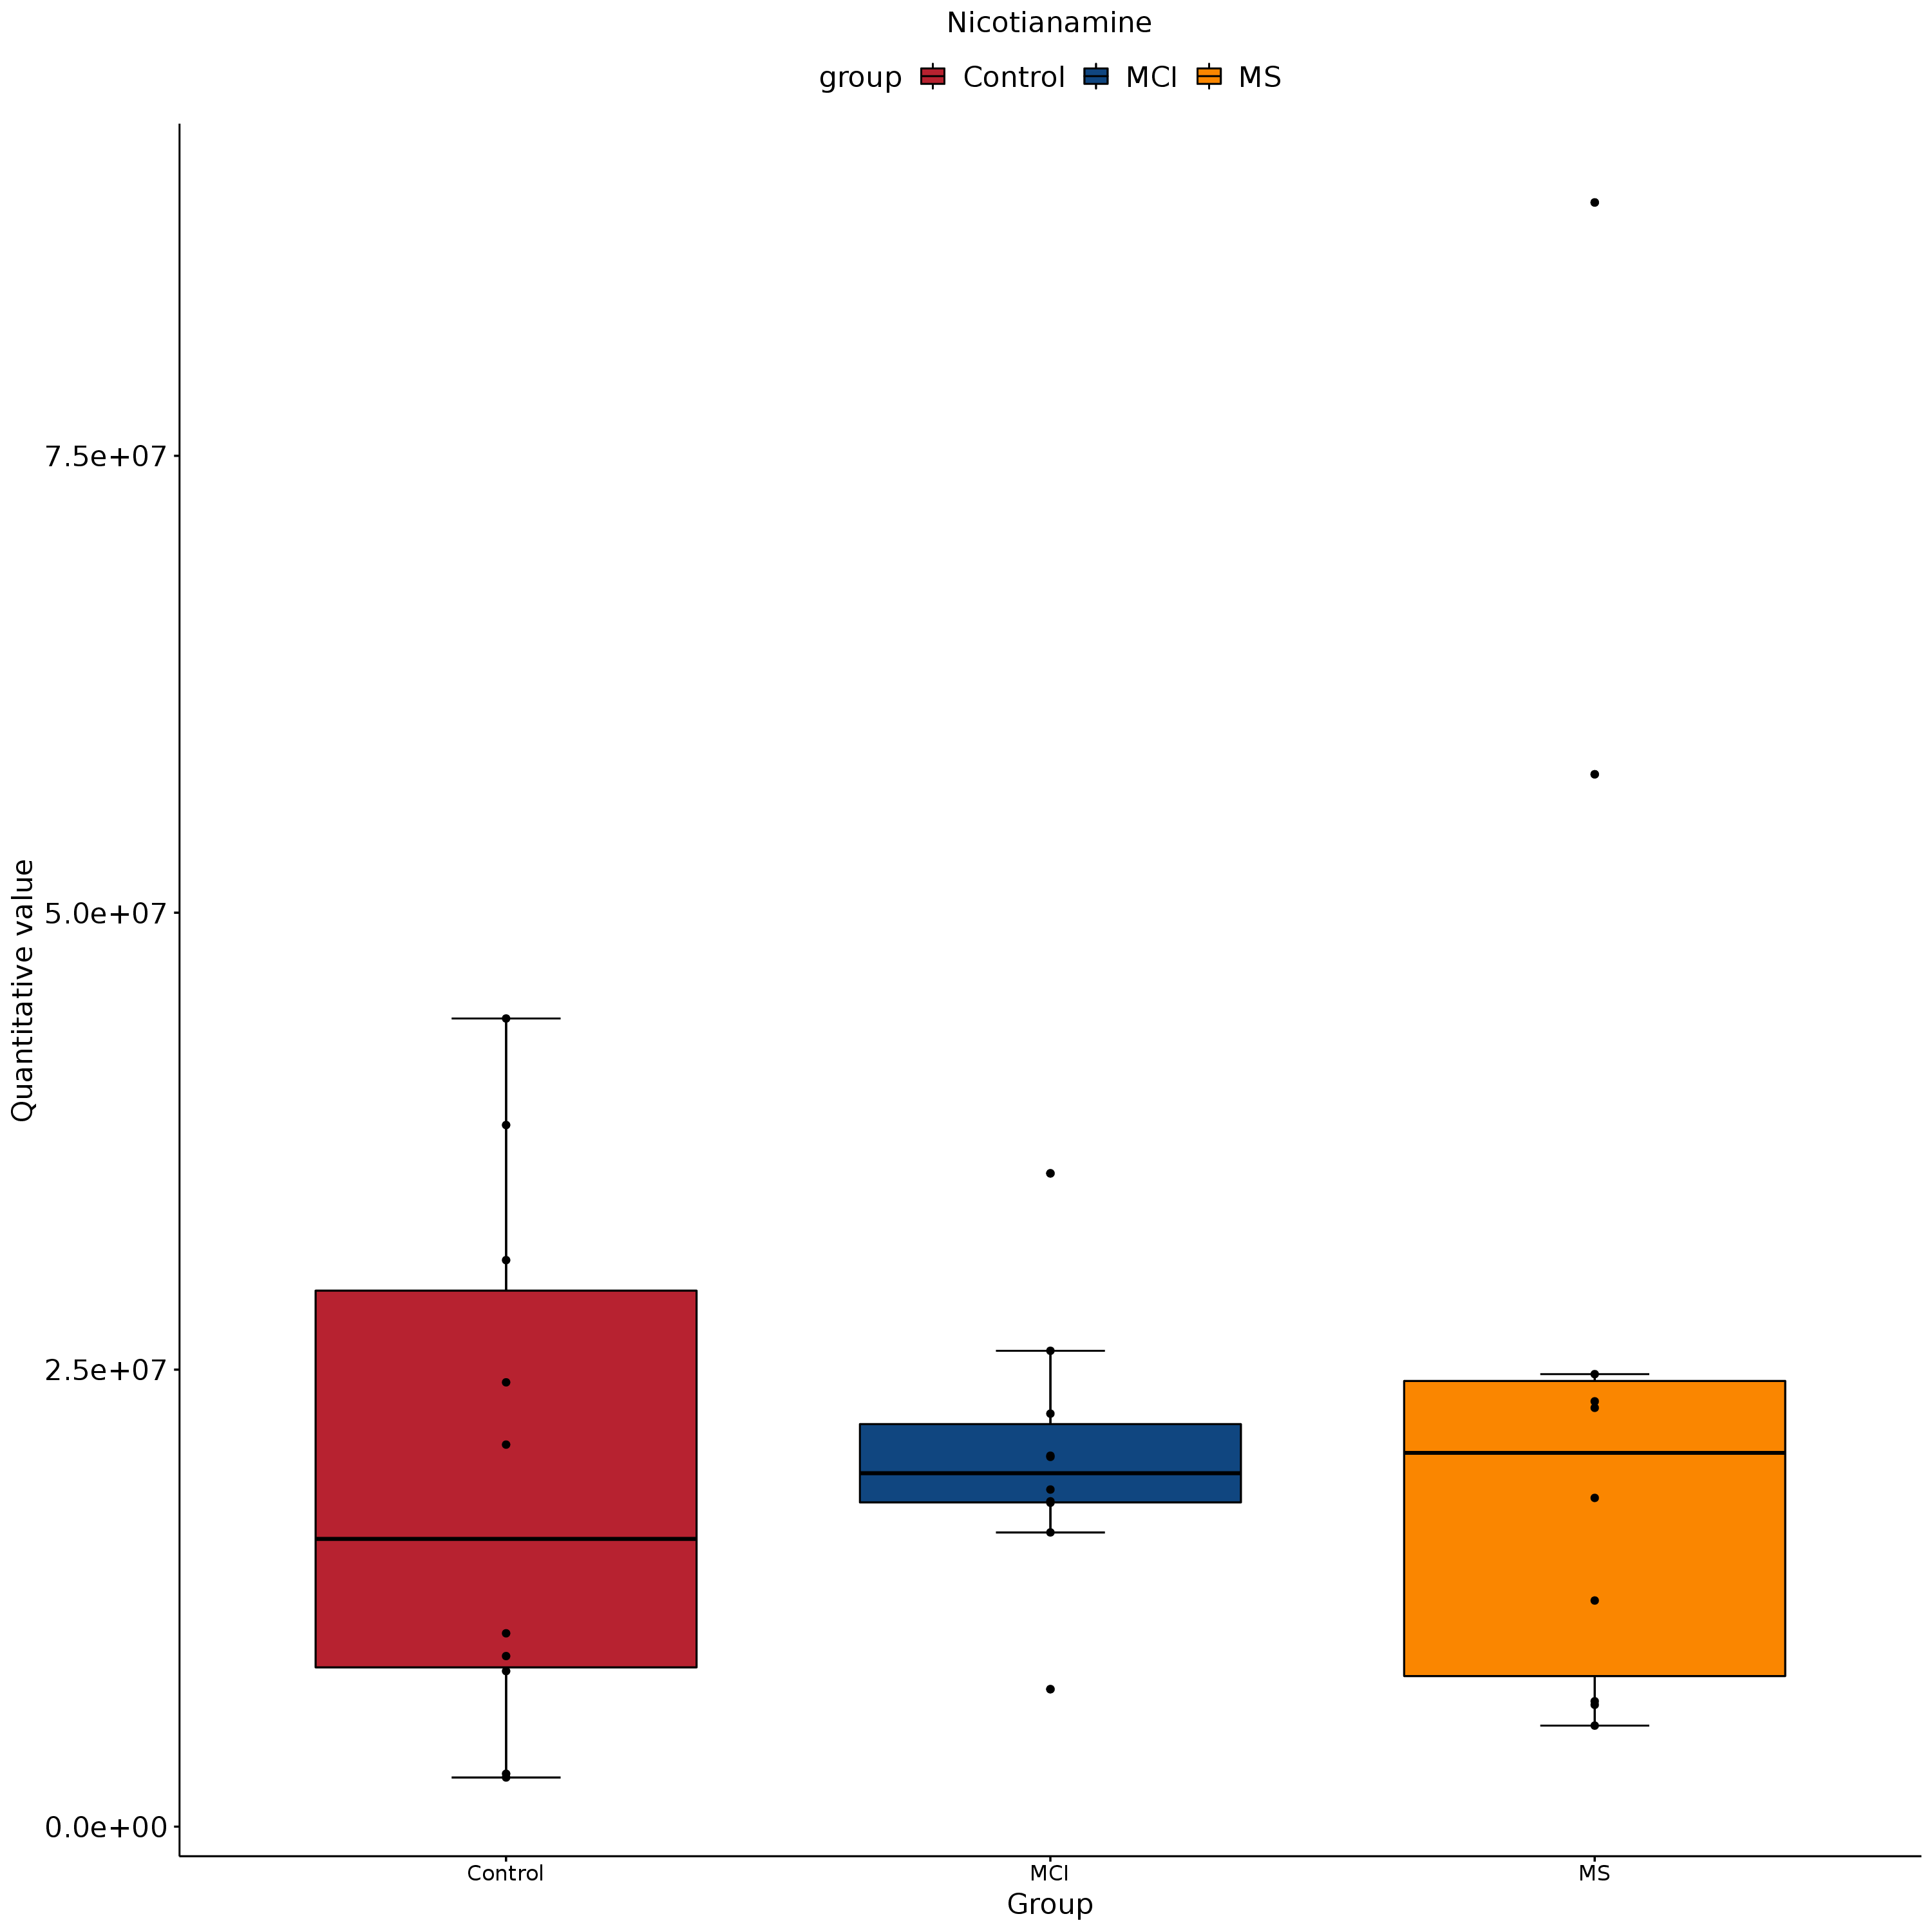 Nicotianamine
group Control MCI MS
Quantitative value
7.5e+07
5.0e+07
2.5e+07
0.0e+00
Control MCI MS
Group